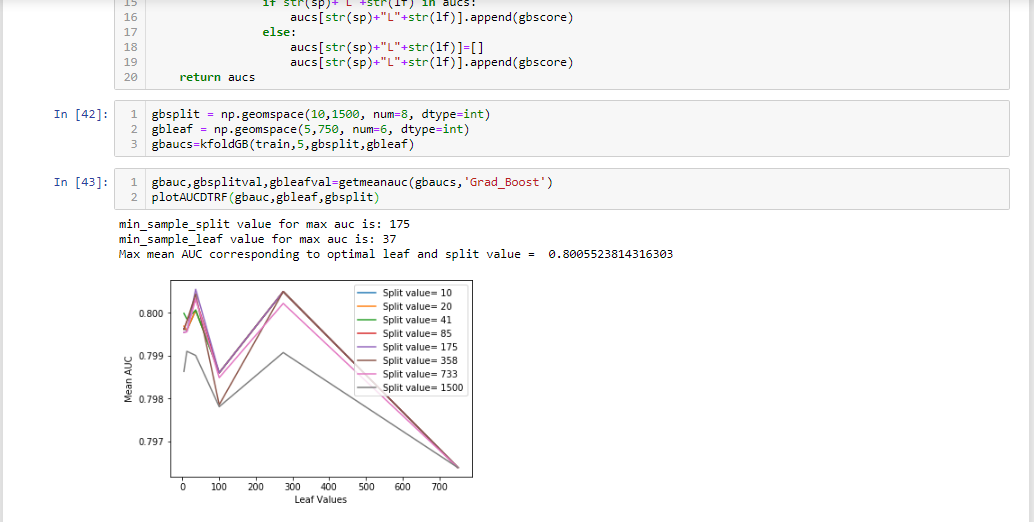 15 if str(sp)+"L"+str(lf) in aucs:
16 aucs[str(sp)+"L"+str(lf)].append(gbscore)
17 else:
18 aucs[str(sp)+"L"+str(lf)]=[]
19 aucs[str(sp)+"L"+str(lf)].append(gbscore)
20 return aucs
In [42]: 1 gbsplit = np.geomspace(10,1500, num=8, dtype=int)
2 gbleaf = np.geomspace(5,750, num=6, dtype=int)
3 gbaucs=kfoldGB(train,5,gbsplit,gbleaf)
In [43]: 1 gbauc,gbsplitval,gbleafval=getmeanauc(gbaucs,'Grad_Boost')
2 plotAUCDTRF(gbauc,gbleaf,gbsplit)
min_sample_split value for max auc is: 175
min_sample_leaf value for max auc is: 37
Max mean AUC corresponding to optimal leaf and split value = 0.8005523814316303
Split value= 10
Split value= 20
Split value= 41
Split value= 85
Split value= 175
Split value= 358
Split value= 733
Split value= 1500
0.800
0.799
0.798
0.797
Mean AUC
0 100 200 300 400 500 600 700
Leaf Values